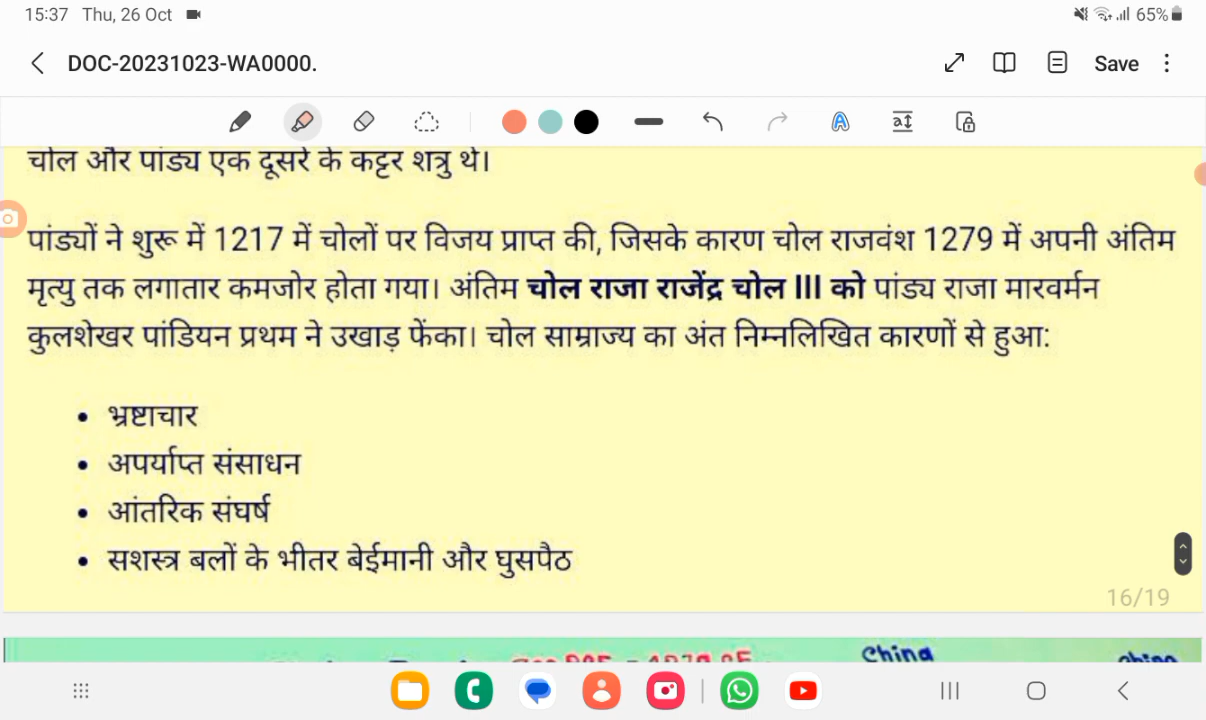 15:37 Thu, 26 Oct 65%
DOC-20231023-WA0000.
Save
चोल और पांड्य एक दूसरे के कट्टर शत्रु थे।
पांड्यों ने शुरू में 1217 में चोलों पर विजय प्राप्त की, जिसके कारण चोल राजवंश 1279 में अपनी अंतिम
मृत्यु तक लगातार कमजोर होता गया। अंतिम चोल राजा राजेंद्र चोल III को पांड्य राजा मारवर्मन
कुलशेखर पांडियन प्रथम ने उखाड़ फेंका। चोल साम्राज्य का अंत निम्नलिखित कारणों से हुआ:
• भ्रष्टाचार
• अपर्याप्त संसाधन
• आंतरिक संघर्ष
• सशस्त्र बलों के भीतर बेईमानी और घुसपैठ
16/19
China